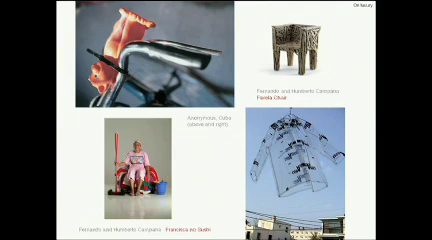 On luxury
Fernando and Humberto Campana
Favela Chair
Anonymous, Cuba
(above and right)
Fernando and Humberto Campana Francisca no Sushi